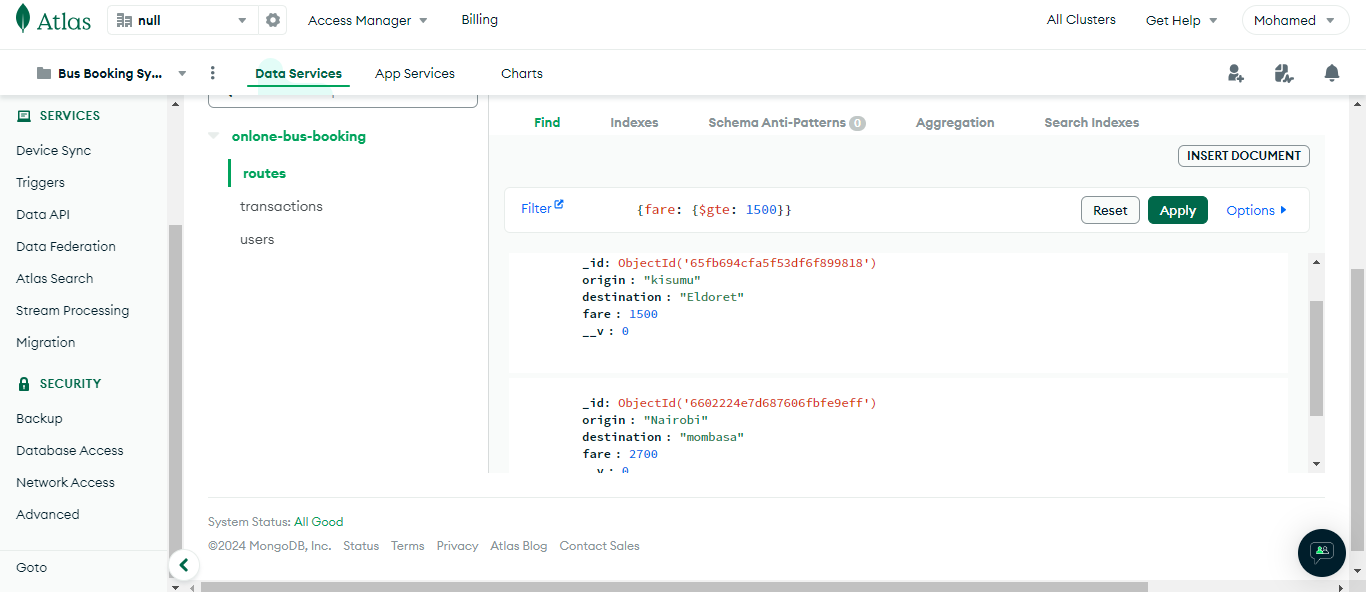 Atlas null Access Manager Billing All Clusters Get Help Mohamed
Bus Booking Sy... Data Services App Services Charts
SERVICES
Device Sync
Triggers
Data API
Data Federation
Atlas Search
Stream Processing
Migration
SECURITY
Backup
Database Access
Network Access
Advanced
Goto
onlone-bus-booking
routes
transactions
users
Find Indexes Schema Anti-Patterns 0 Aggregation Search Indexes
INSERT DOCUMENT
Filter {fare: {$gte: 1500}} Reset Apply Options
_id: ObjectId('65fb694cfa5f53df6f899818')
origin : "kisumu"
destination : "Eldoret"
fare : 1500
__v : 0
_id: ObjectId('6602224e7d687606fbfe9eff')
origin : "Nairobi"
destination : "mombasa"
fare : 2700
__v : 0
System Status: All Good
©2024 MongoDB, Inc. Status Terms Privacy Atlas Blog Contact Sales